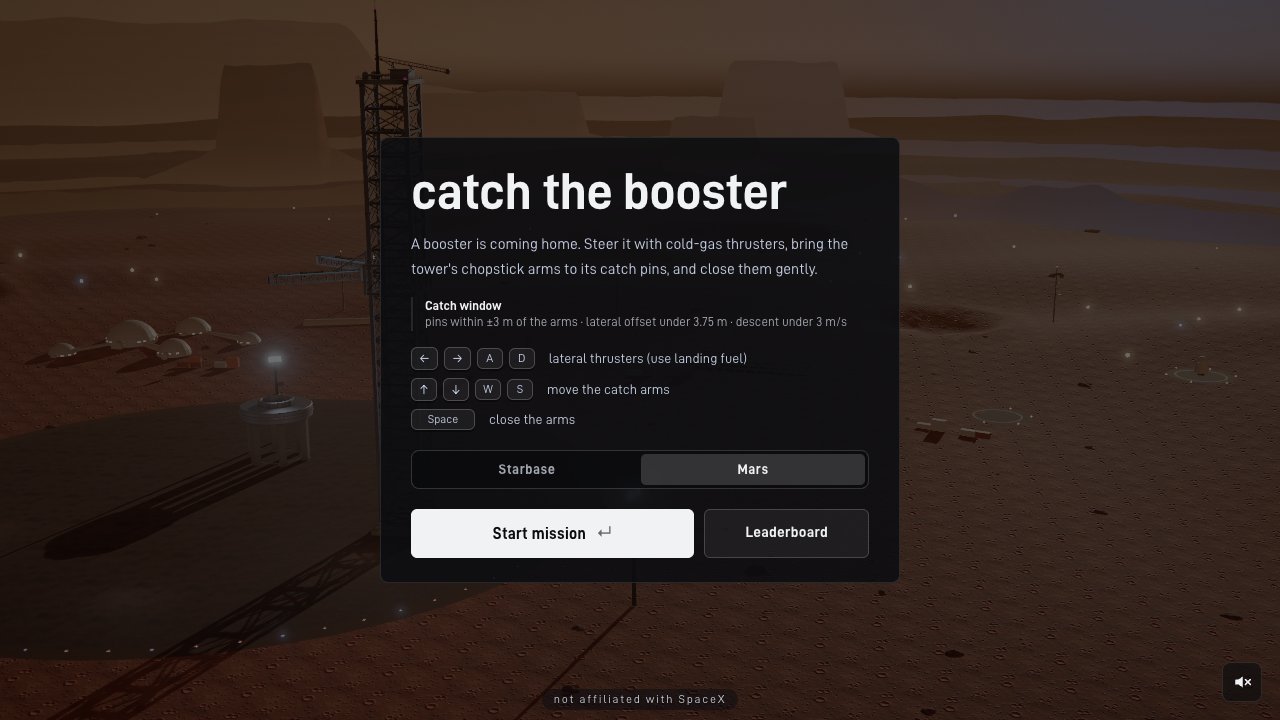 catch the booster
A booster is coming home. Steer it with cold-gas thrusters, bring the
tower's chopstick arms to its catch pins, and close them gently.
Catch window
pins within ±3 m of the arms · lateral offset under 3.75 m · descent under 3 m/s
← → A D lateral thrusters (use landing fuel)
↑ ↓ W S move the catch arms
Space close the arms
Starbase Mars
Start mission ↵ Leaderboard
not affiliated with SpaceX